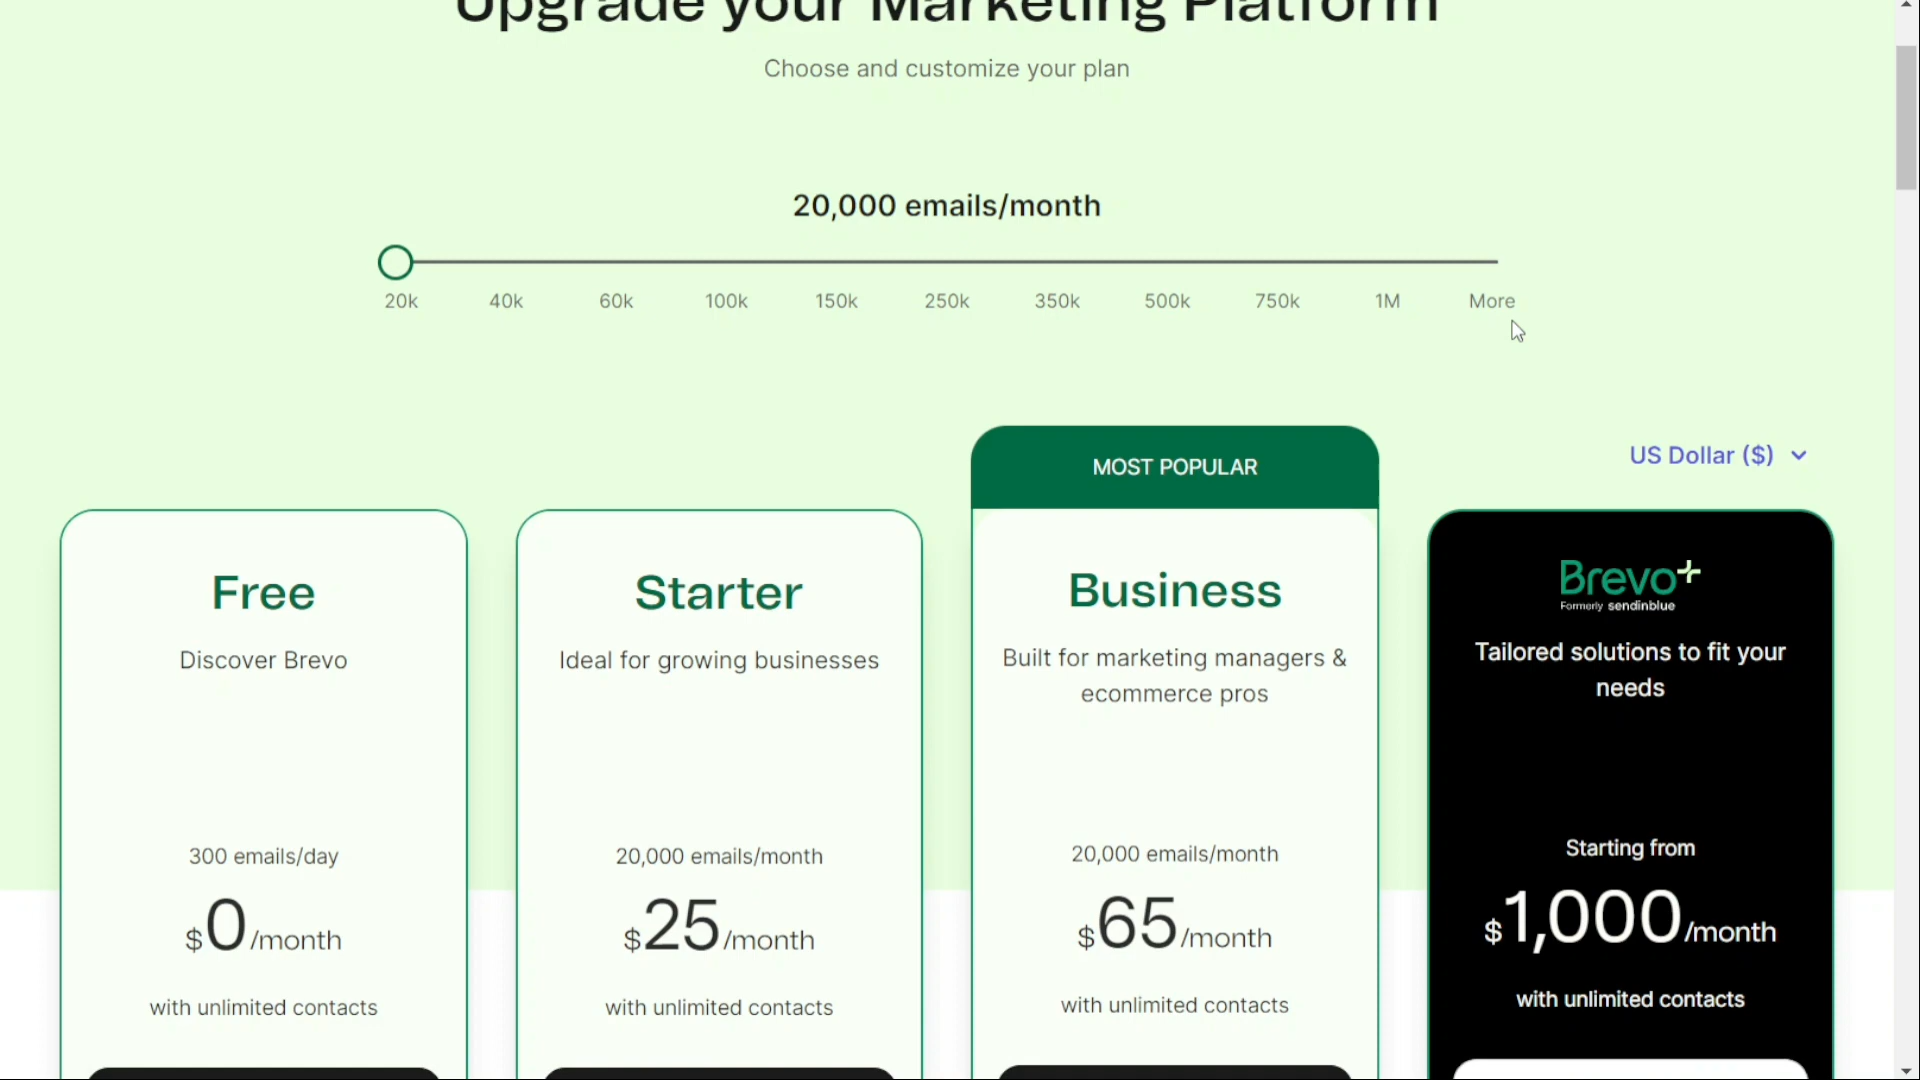 Upgrade your Marketing Platform
Choose and customize your plan
20,000 emails/month
20k 40k 60k 100k 150k 250k 350k 500k 750k 1M More
US Dollar ($)
Free
Discover Brevo
300 emails/day
$0/month
with unlimited contacts
Starter
Ideal for growing businesses
20,000 emails/month
$25/month
with unlimited contacts
MOST POPULAR
Business
Built for marketing managers &
ecommerce pros
20,000 emails/month
$65/month
with unlimited contacts
Brevo+
Formerly sendinblue
Tailored solutions to fit your
needs
Starting from
$1,000/month
with unlimited contacts